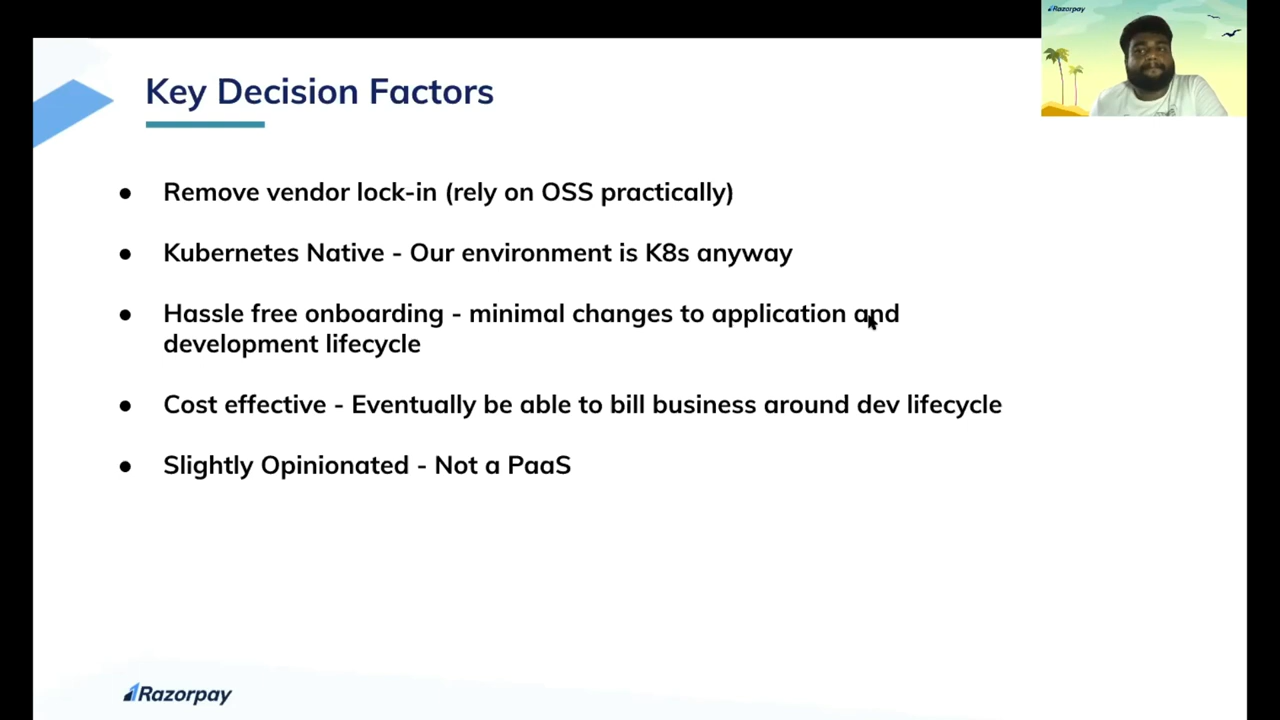 Razorpay
Key Decision Factors
● Remove vendor lock-in (rely on OSS practically)
● Kubernetes Native - Our environment is K8s anyway
● Hassle free onboarding - minimal changes to application and
development lifecycle
● Cost effective - Eventually be able to bill business around dev lifecycle
● Slightly Opinionated - Not a PaaS
Razorpay